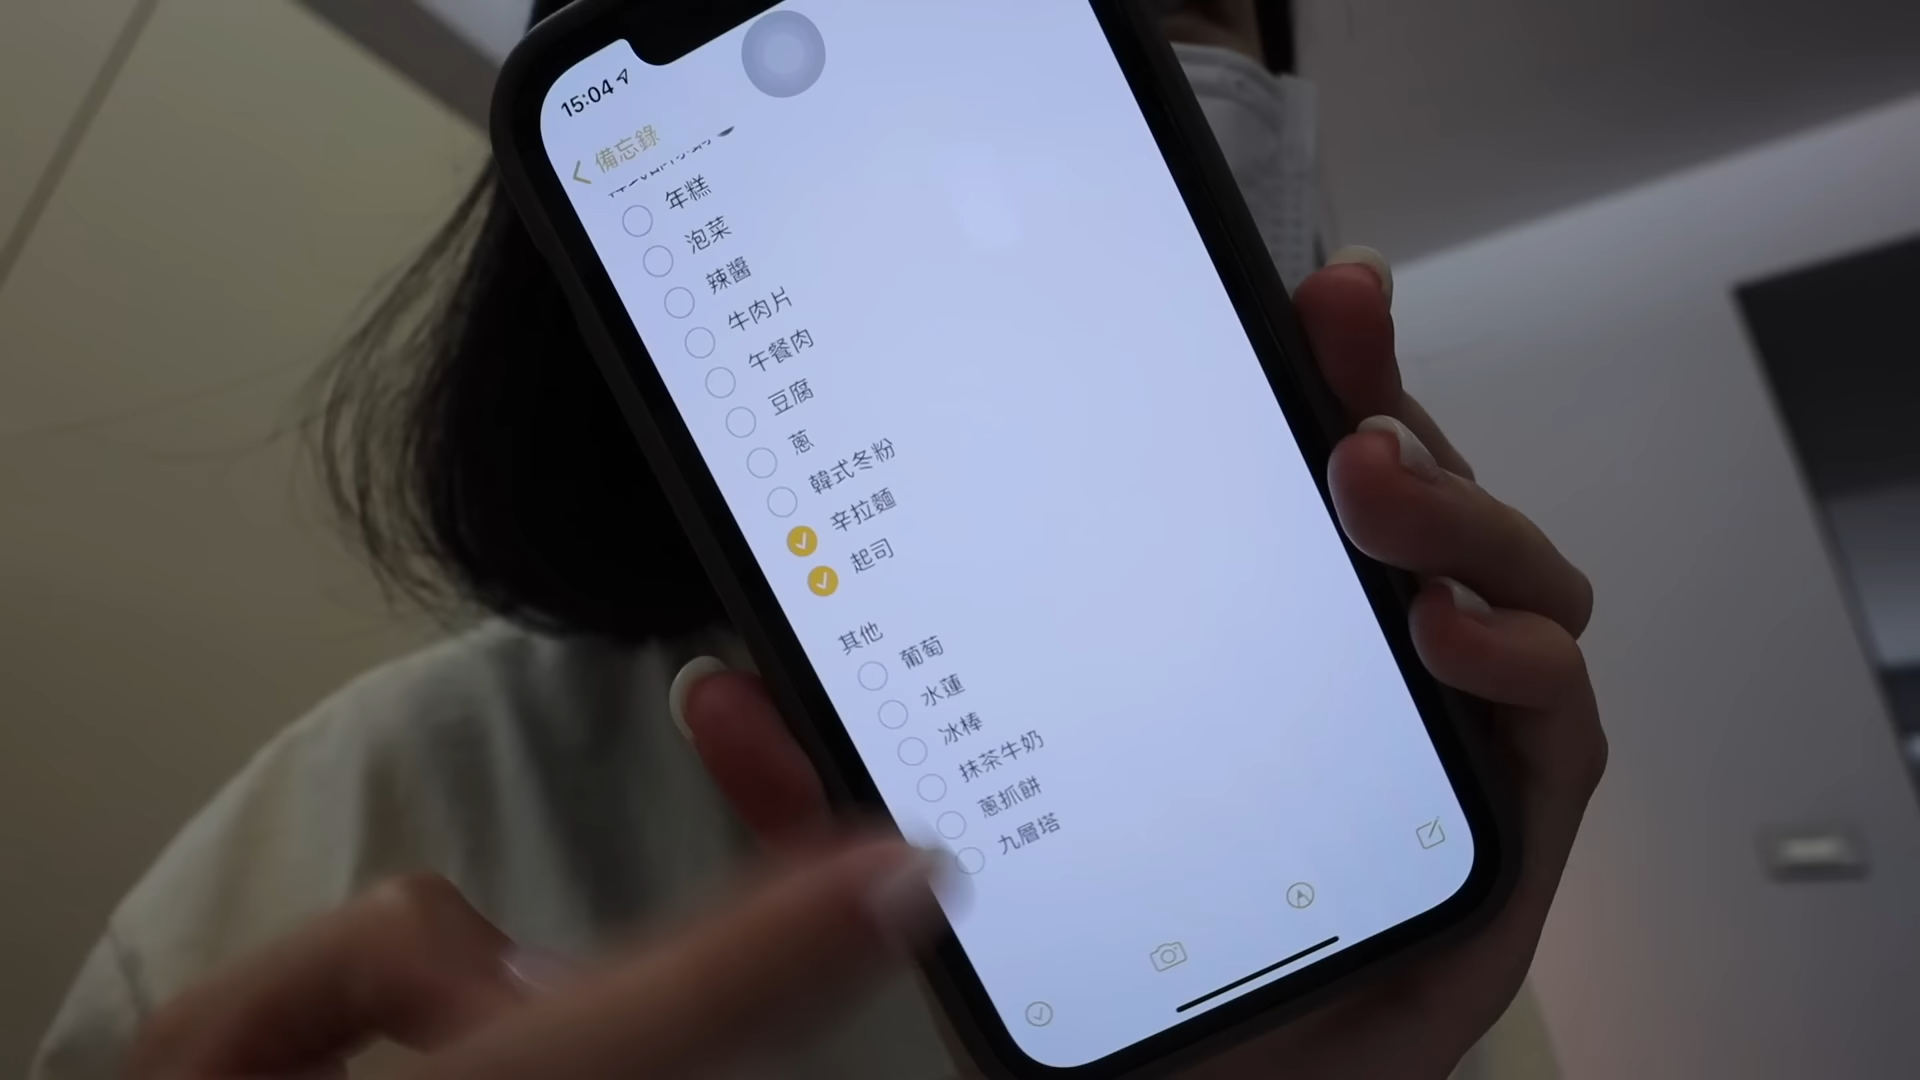 15:04
備忘錄
年糕
泡菜
辣醬
牛肉片
午餐肉
豆腐
蔥
韓式冬粉
辛拉麵
起司
其他
葡萄
水蓮
冰棒
抹茶牛奶
蔥抓餅
九層塔